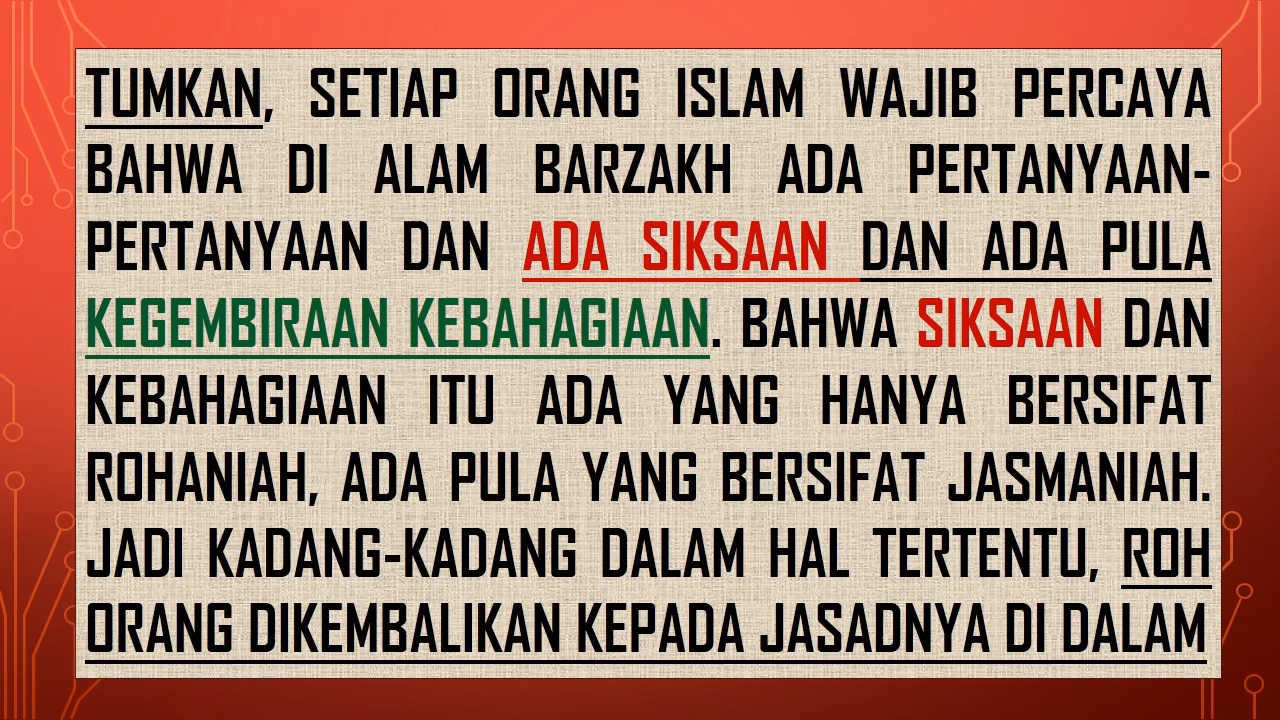 TUMKAN, SETIAP ORANG ISLAM WAJIB PERCAYA
BAHWA DI ALAM BARZAKH ADA PERTANYAAN-
PERTANYAAN DAN ADA SIKSAAN DAN ADA PULA
KEGEMBIRAAN KEBAHAGIAAN. BAHWA SIKSAAN DAN
KEBAHAGIAAN ITU ADA YANG HANYA BERSIFAT
ROHANIAH, ADA PULA YANG BERSIFAT JASMANIAH.
JADI KADANG-KADANG DALAM HAL TERTENTU, ROH
ORANG DIKEMBALIKAN KEPADA JASADNYA DI DALAM